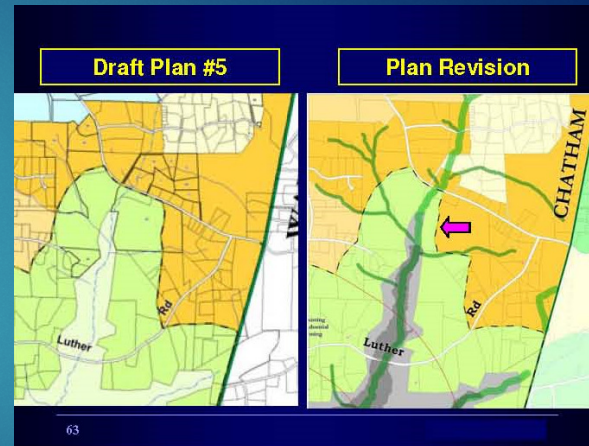 Draft Plan #5
Plan Revision
CHATHAM
Rd
Luther
Rd
Luther
63